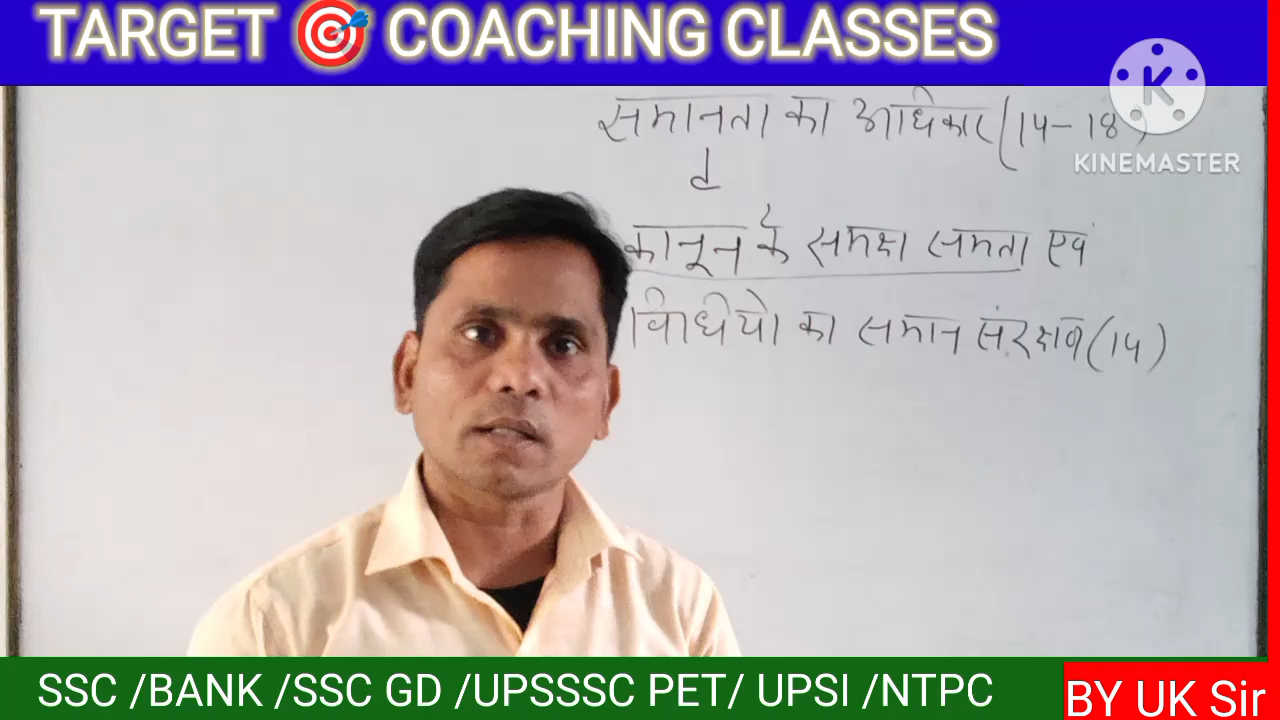 TARGET 🎯 COACHING CLASSES
K
KINEMASTER
समानता का अधिकार (14-18)
कानून के समक्ष समता एवं
विधियो का समान संरक्षण (14)
SSC /BANK /SSC GD /UPSSSC PET/ UPSI /NTPC
BY UK Sir